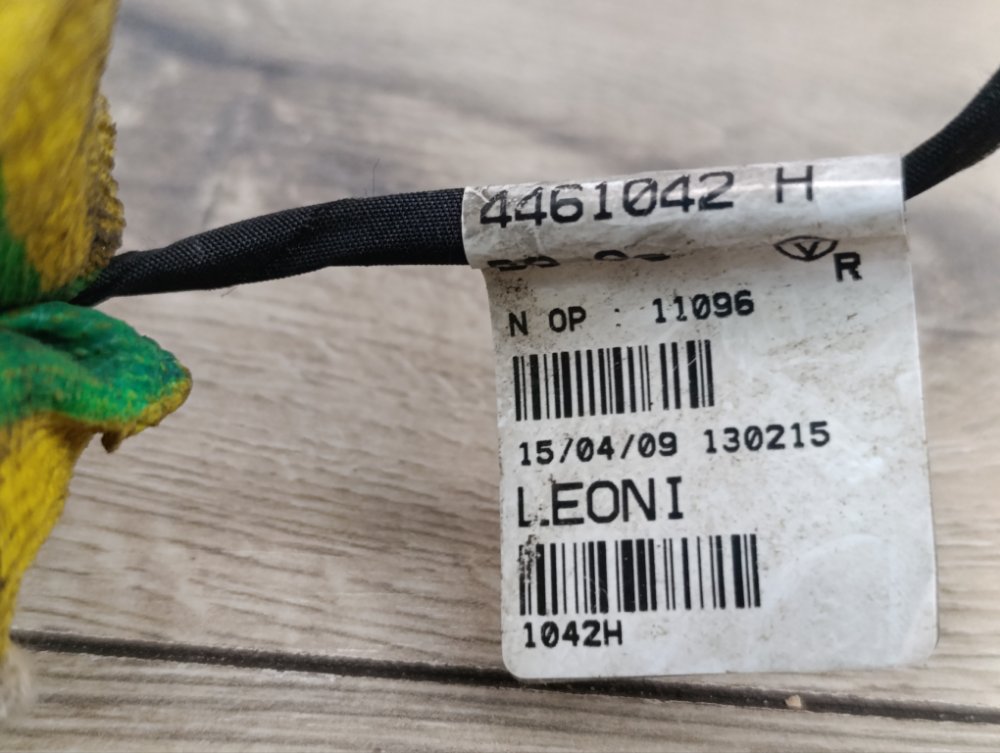 4461042 H
V R
N OP : 11096
15/04/09 130215
LEONI
1042H